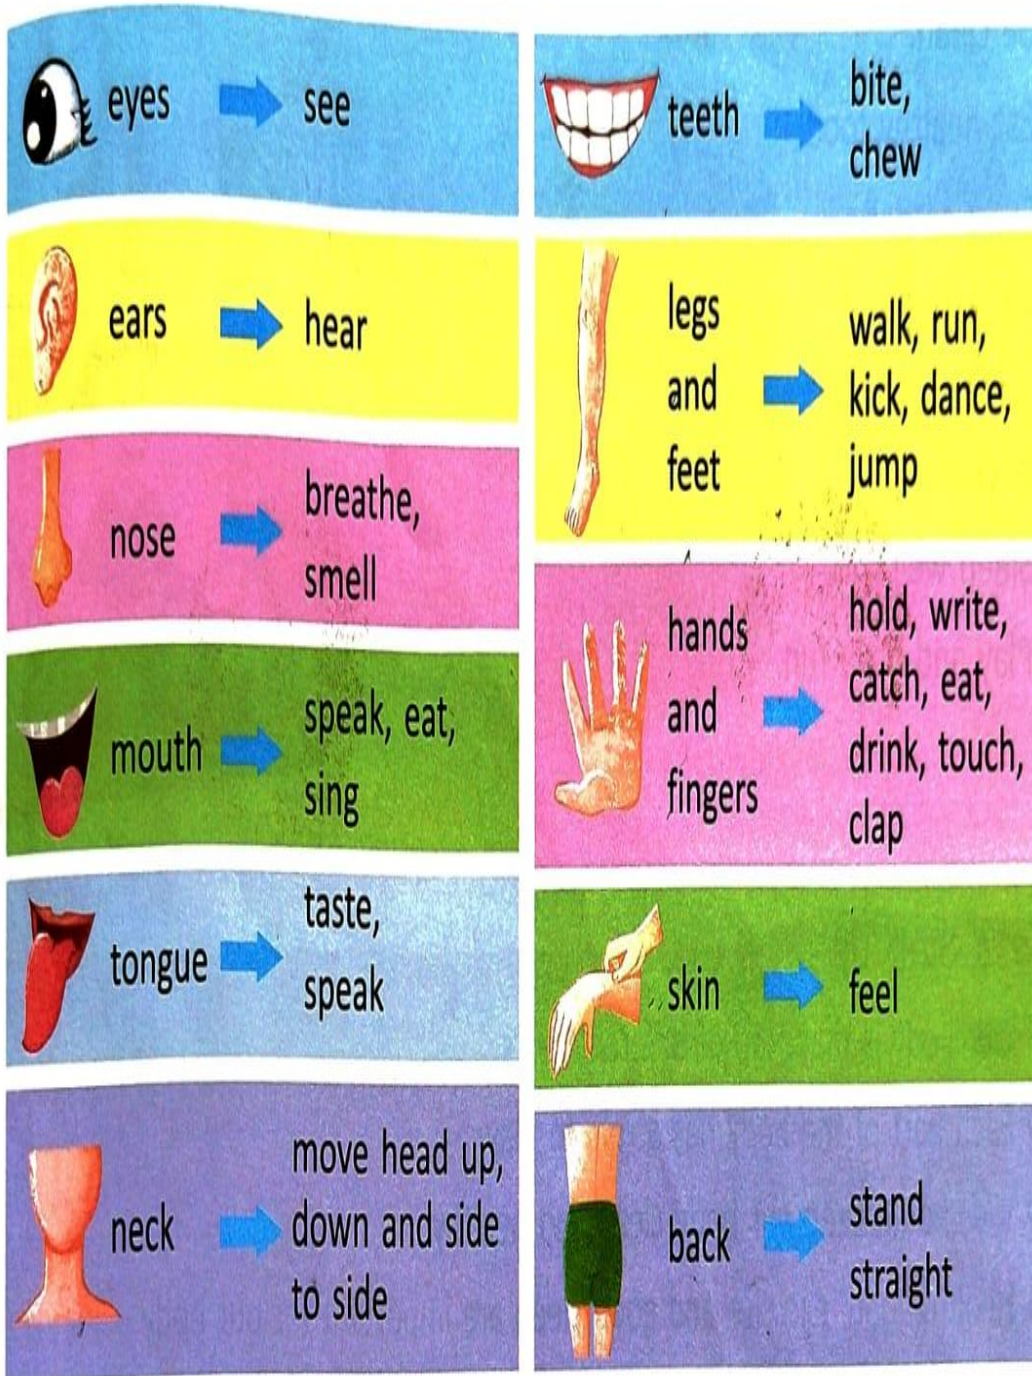 eyes
see
ears
hear
nose
breathe,
smell
mouth
speak, eat,
sing
tongue
taste,
speak
neck
move head up,
down and side
to side
teeth
bite,
chew
legs
and
feet
walk, run,
kick, dance,
jump
hands
and
fingers
hold, write,
catch, eat,
drink, touch,
clap
skin
feel
back
stand
straight